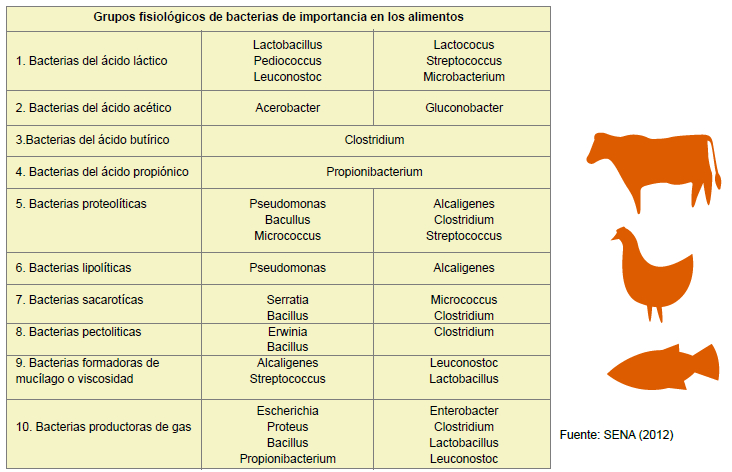 Grupos fisiológicos de bacterias de importancia en los alimentos
1. Bacterias del ácido láctico
Lactobacillus
Pediococcus
Leuconostoc
Lactococus
Streptococcus
Microbacterium
2. Bacterias del ácido acético
Acerobacter
Gluconobacter
3.Bacterias del ácido butírico
Clostridium
4. Bacterias del ácido propiónico
Propionibacterium
5. Bacterias proteolíticas
Pseudomonas
Bacullus
Micrococcus
Alcaligenes
Clostridium
Streptococcus
6. Bacterias lipolíticas
Pseudomonas
Alcaligenes
7. Bacterias sacarotícas
Serratia
Bacillus
Micrococcus
Clostridium
8. Bacterias pectoliticas
Erwinia
Bacillus
Clostridium
9. Bacterias formadoras de
mucílago o viscosidad
Alcaligenes
Streptococcus
Leuconostoc
Lactobacillus
10. Bacterias productoras de gas
Escherichia
Proteus
Bacillus
Propionibacterium
Enterobacter
Clostridium
Lactobacillus
Leuconostoc
Fuente: SENA (2012)